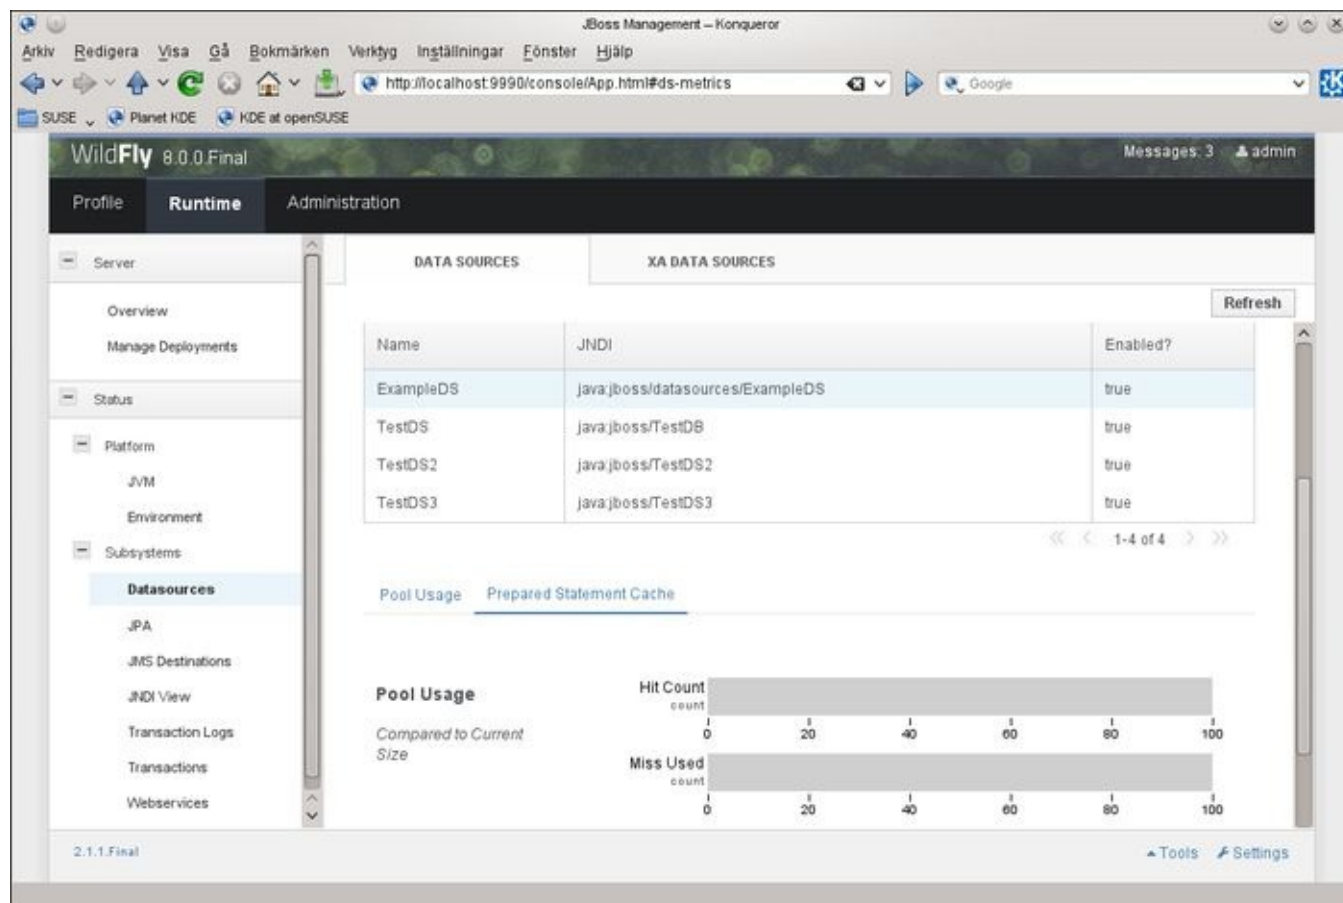 JBoss Management – Konqueror
Arkiv Redigera Visa Gå Bokmärken Verktyg Inställningar Fönster Hjälp
http://localhost:9990/console/App.html#ds-metrics
Google
SUSE Planet KDE KDE at openSUSE
WildFly 8.0.0.Final Messages: 3 admin
Profile Runtime Administration
Server
Overview
Manage Deployments
Status
Platform
JVM
Environment
Subsystems
Datasources
JPA
JMS Destinations
JNDI View
Transaction Logs
Transactions
Webservices
DATA SOURCES XA DATA SOURCES
Refresh
Name JNDI Enabled?
ExampleDS java:jboss/datasources/ExampleDS true
TestDS java:jboss/TestDB true
TestDS2 java:jboss/TestDS2 true
TestDS3 java:jboss/TestDS3 true
1-4 of 4
Pool Usage Prepared Statement Cache
Pool Usage
Compared to Current
Size
Hit Count
count
0 20 40 60 80 100
Miss Used
count
0 20 40 60 80 100
2.1.1.Final Tools Settings